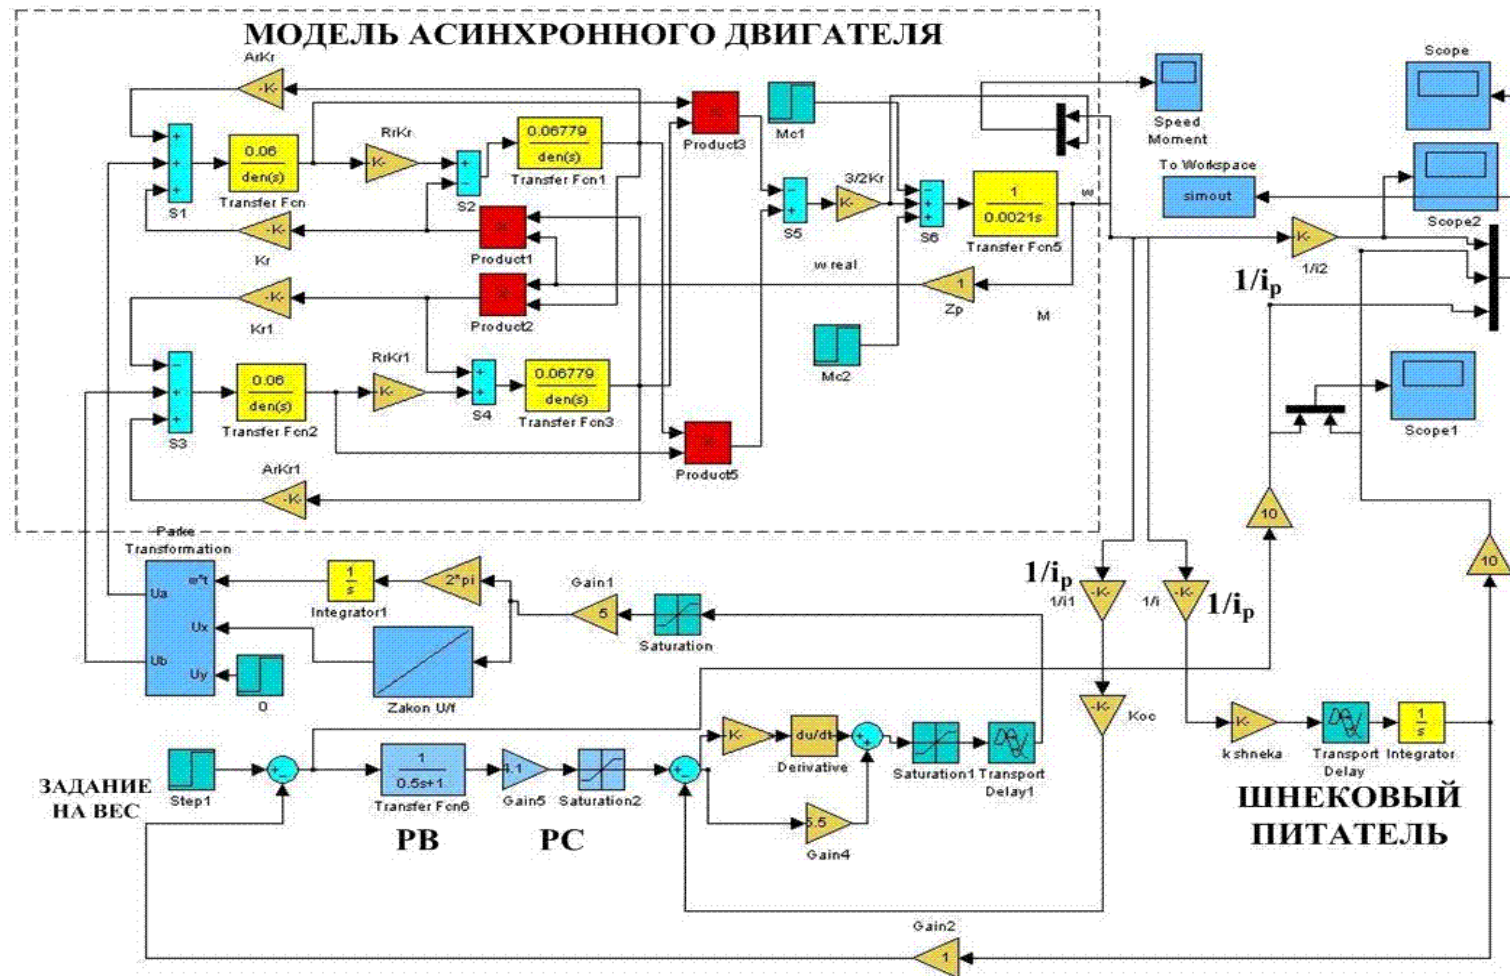 МОДЕЛЬ АСИНХРОННОГО ДВИГАТЕЛЯ
ArKr
-K-
S1
0.06
den(s)
Transfer Fcn
RrKr
K-
S2
0.06779
den(s)
Transfer Fcn1
Product3
Mc1
Speed
Moment
Scope
To Workspace
simout
Scope2
-K-
Kr
Product1
S5
3/2Kr
K-
S6
1
0.0021s
Transfer Fcn5
w
K-
1/i2
1/iр
w real
1
Zp
M
-K-
Kr1
Product2
Mc2
S3
0.06
den(s)
Transfer Fcn2
RrKr1
K-
S4
0.06779
den(s)
Transfer Fcn3
Product5
Scope1
ArKr1
-K-
10
10
Parke
Transformation
w*t
Ua
Ux
Ub
Uy
0
1
s
Integrator1
2*pi
Gain1
5
Saturation
Zakon U/f
1/iр
-K-
1/i1
-K-
1/i
1/iр
-K-
Koc
K-
k shneka
Transport
Delay
1
s
Integrator
ШНЕКОВЫЙ
ПИТАТЕЛЬ
ЗАДАНИЕ
НА ВЕС
Step1
1
0.5s+1
Transfer Fcn6
РВ
4.1
Gain5
РС
Saturation2
K-
du/dt
Derivative
5.5
Gain4
Saturation1
Transport
Delay1
Gain2
1